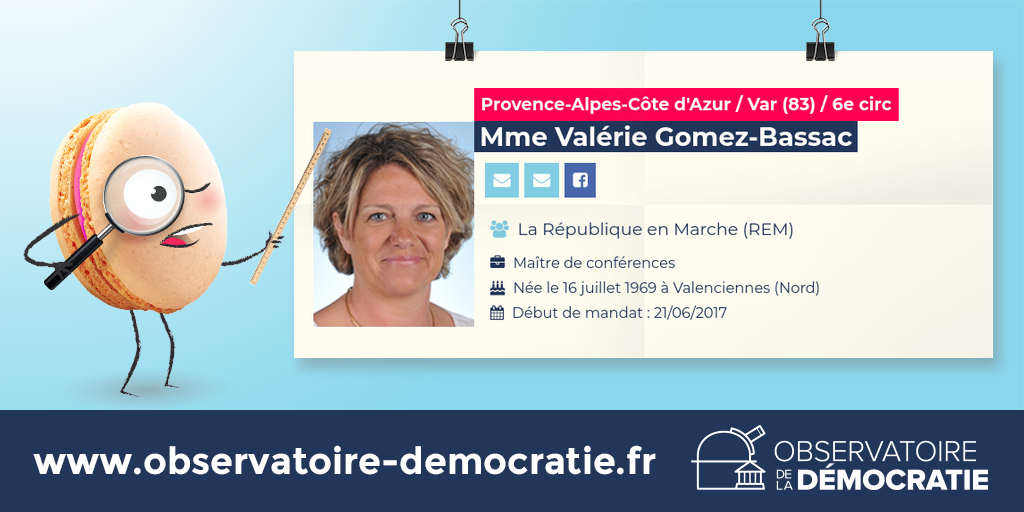 Provence-Alpes-Côte d'Azur / Var (83) / 6e circ
Mme Valérie Gomez-Bassac
La République en Marche (REM)
Maître de conférences
Née le 16 juillet 1969 à Valenciennes (Nord)
Début de mandat : 21/06/2017
www.observatoire-democratie.fr
OBSERVATOIRE
DE LA DÉMOCRATIE